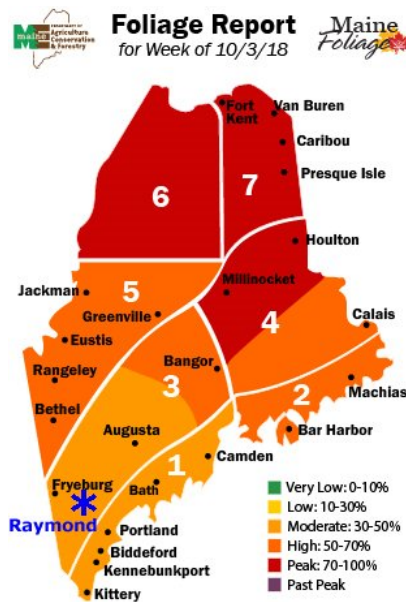 DEPARTMENT OF
Agriculture
Conservation
& Forestry
Foliage Report
for Week of 10/3/18
Maine
Foliage
Fort
Kent
Van Buren
Caribou
Presque Isle
6
7
Houlton
Jackman
5
Millinocket
Greenville
4
Calais
Eustis
Rangeley
Bangor
3
2
Machias
Bethel
Augusta
Bar Harbor
1
Camden
Fryeburg
Bath
Raymond
Portland
Biddeford
Kennebunkport
Kittery
Very Low: 0-10%
Low: 10-30%
Moderate: 30-50%
High: 50-70%
Peak: 70-100%
Past Peak